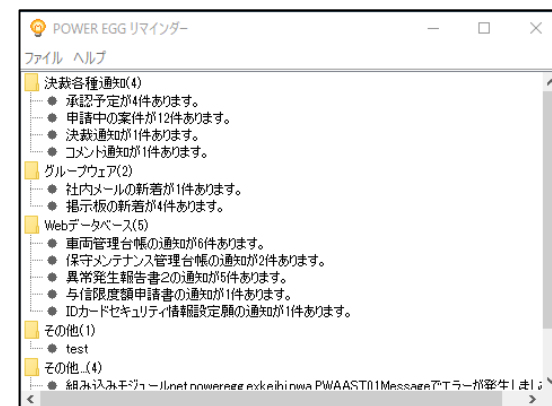 POWER EGG リマインダー
ファイル ヘルプ
決裁各種通知(4)
承認予定が4件あります。
申請中の案件が12件あります。
決裁通知が1件あります。
コメント通知が1件あります。
グループウェア(2)
社内メールの新着が1件あります。
掲示板の新着が4件あります。
Webデータベース(5)
車両管理台帳の通知が6件あります。
保守メンテナンス管理台帳の通知が2件あります。
異常発生報告書2の通知が5件あります。
与信限度額申請書の通知が1件あります。
IDカードセキュリティ情報設定願の通知が1件あります。
その他(1)
test
その他...(4)
組み込みモジュールnet.poweregg.exkeihi.pwa.PWAAST01Messageでエラーが発生しまし